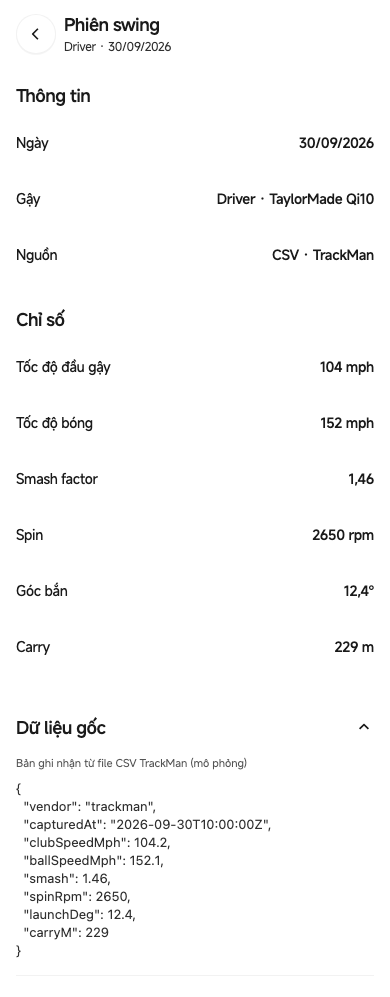 Phiên swing
Driver · 30/09/2026
Thông tin
Ngày 30/09/2026
Gậy Driver · TaylorMade Qi10
Nguồn CSV · TrackMan
Chỉ số
Tốc độ đầu gậy 104 mph
Tốc độ bóng 152 mph
Smash factor 1,46
Spin 2650 rpm
Góc bắn 12,4°
Carry 229 m
Dữ liệu gốc
Bản ghi nhận từ file CSV TrackMan (mô phỏng)
{
"vendor": "trackman",
"capturedAt": "2026-09-30T10:00:00Z",
"clubSpeedMph": 104.2,
"ballSpeedMph": 152.1,
"smash": 1.46,
"spinRpm": 2650,
"launchDeg": 12.4,
"carryM": 229
}